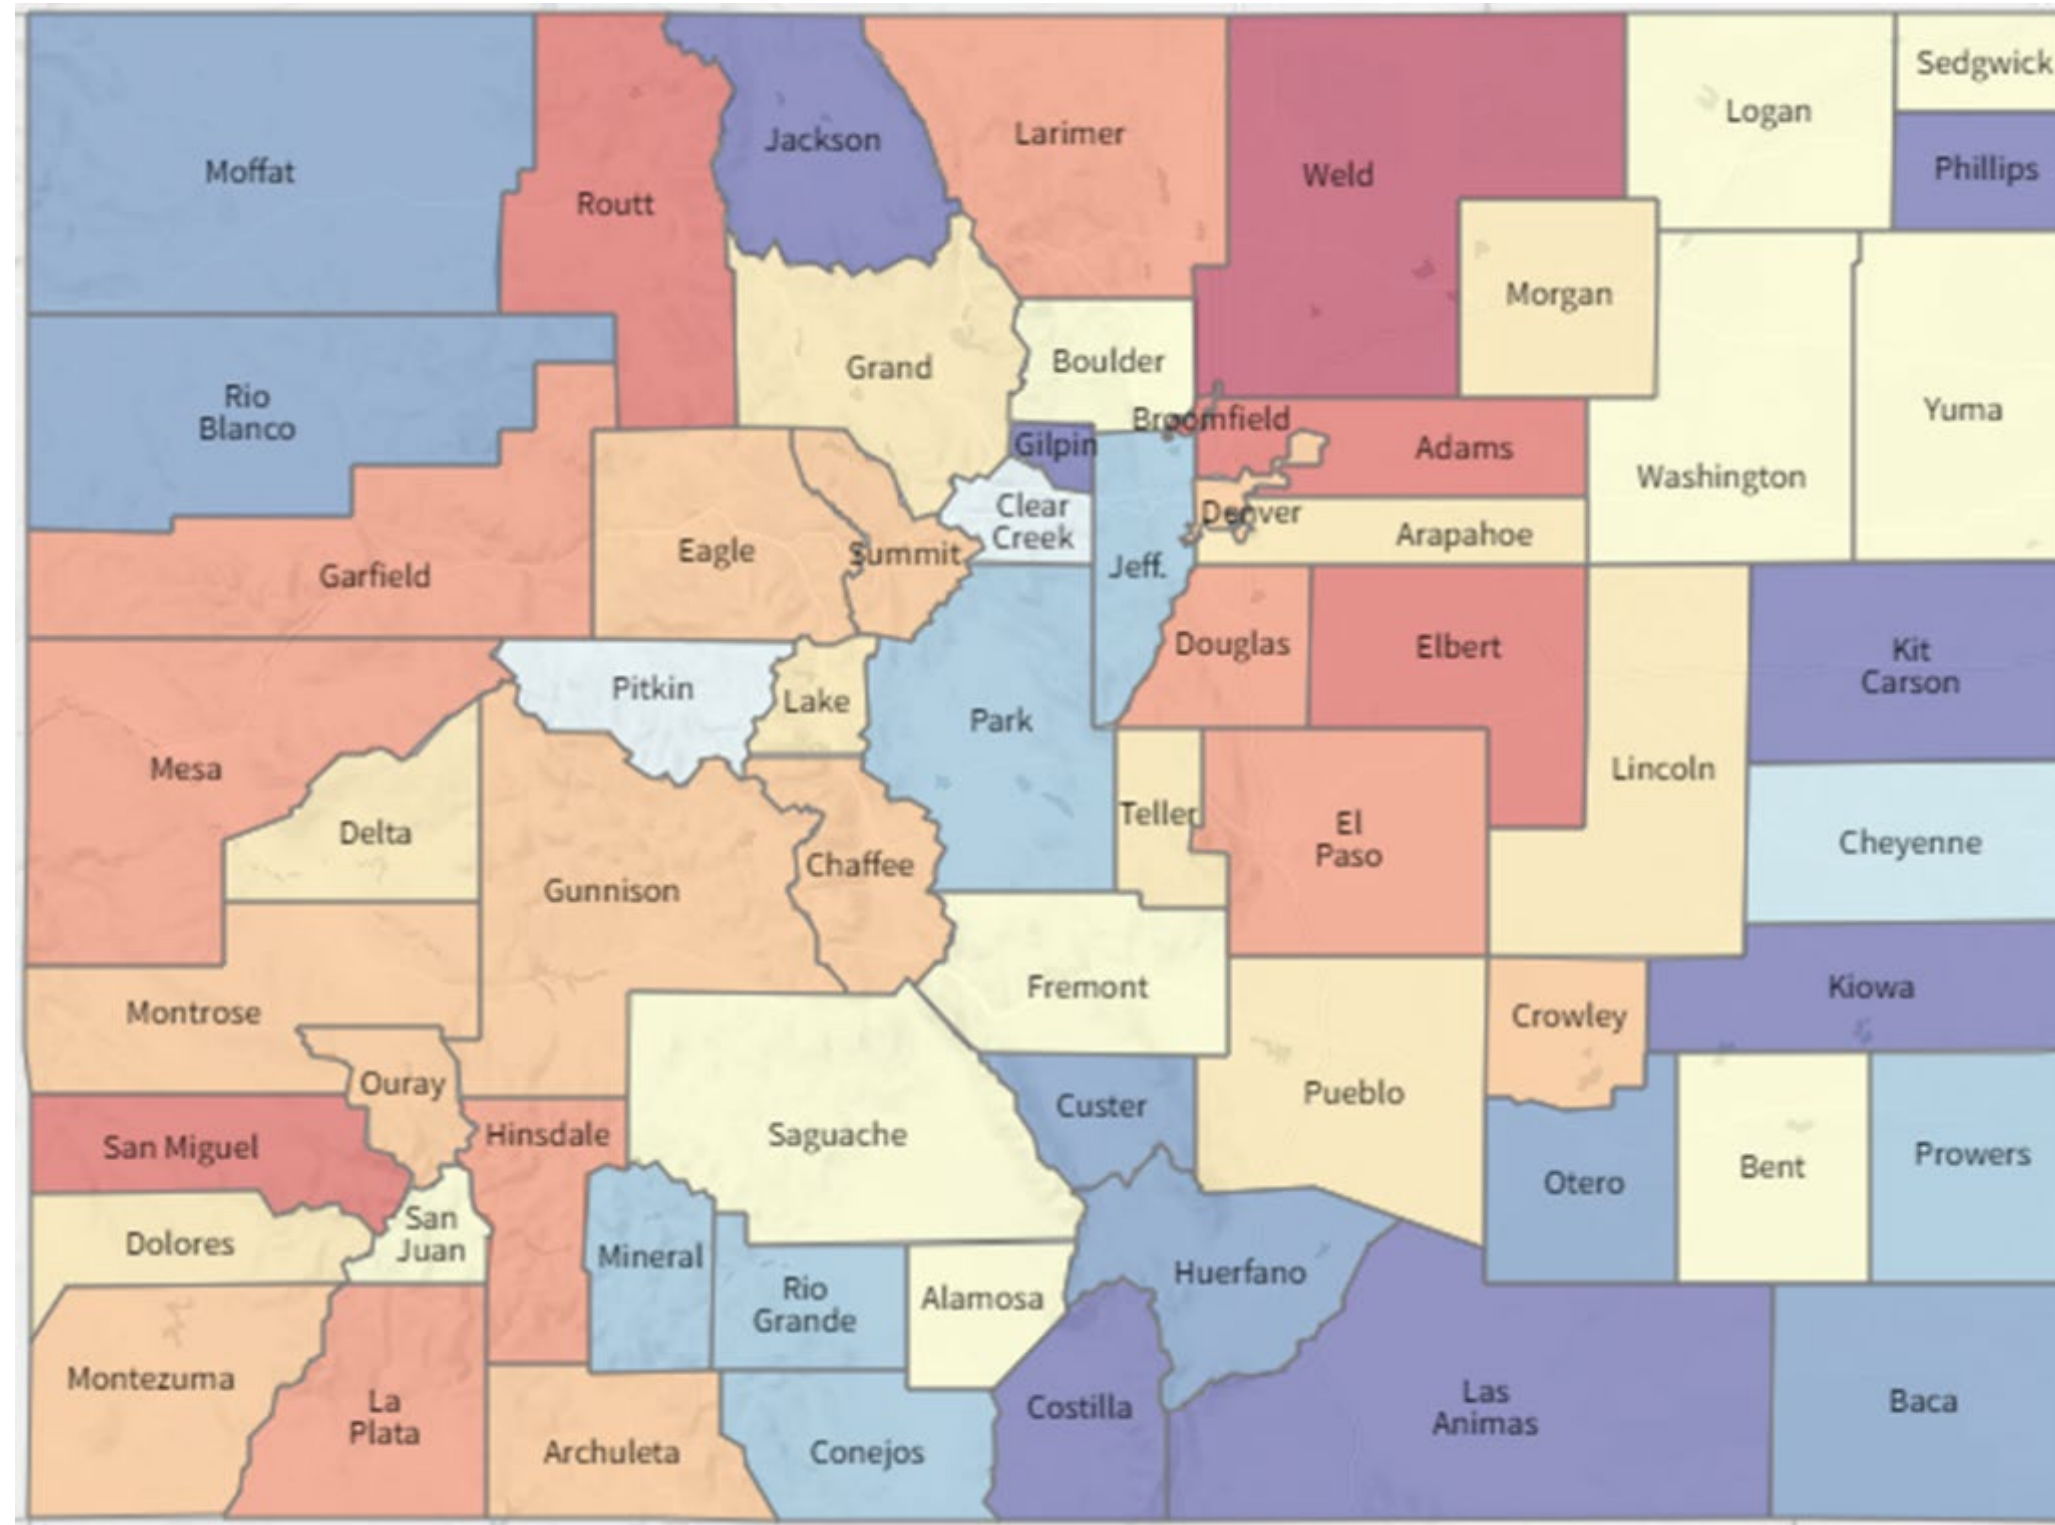 Sedgwick
Logan
Jackson
Larimer
Phillips
Moffat
Weld
Routt
Morgan
Grand
Boulder
Rio
Blanco
Yuma
Broomfield
Gilpin
Adams
Washington
Clear
Creek
Denver
Arapahoe
Eagle
Summit
Jeff.
Garfield
Douglas
Elbert
Kit
Carson
Pitkin
Lake
Park
Mesa
Lincoln
Teller
Delta
El
Paso
Cheyenne
Chaffee
Gunnison
Fremont
Kiowa
Montrose
Crowley
Ouray
Pueblo
Custer
San Miguel
Hinsdale
Saguache
Prowers
Bent
Otero
San
Juan
Dolores
Mineral
Huerfano
Rio
Grande
Alamosa
Montezuma
La
Plata
Costilla
Las
Animas
Baca
Archuleta
Conejos